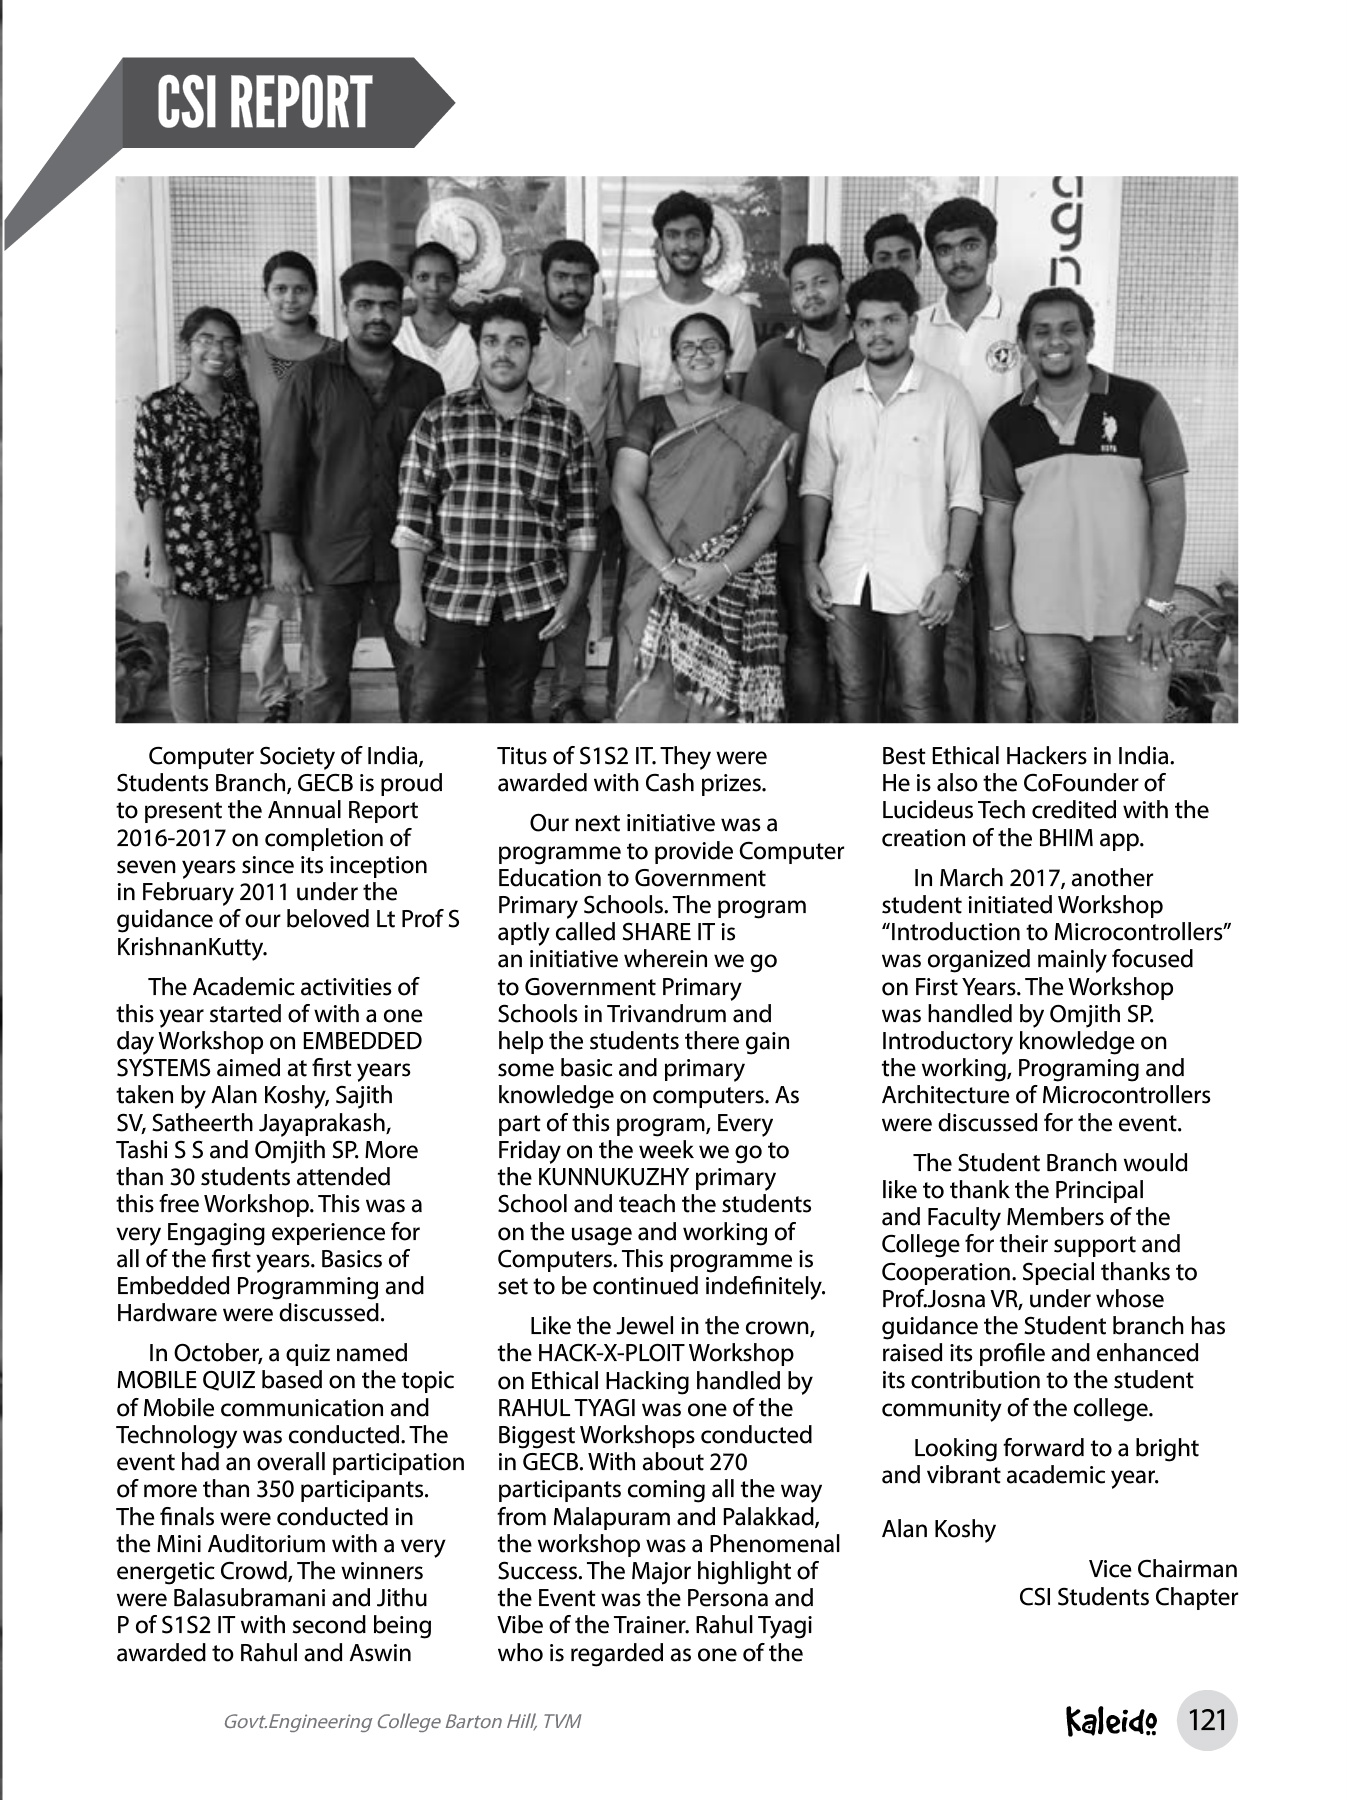 CSI REPORT
Computer Society of India,
Students Branch, GECB is proud
to present the Annual Report
2016-2017 on completion of
seven years since its inception
in February 2011 under the
guidance of our beloved Lt Prof S
KrishnanKutty.
The Academic activities of
this year started of with a one
day Workshop on EMBEDDED
SYSTEMS aimed at first years
taken by Alan Koshy, Sajith
SV, Satheerth Jayaprakash,
Tashi S S and Omjith SP. More
than 30 students attended
this free Workshop. This was a
very Engaging experience for
all of the first years. Basics of
Embedded Programming and
Hardware were discussed.
In October, a quiz named
MOBILE QUIZ based on the topic
of Mobile communication and
Technology was conducted. The
event had an overall participation
of more than 350 participants.
The finals were conducted in
the Mini Auditorium with a very
energetic Crowd, The winners
were Balasubramani and Jithu
P of S1S2 IT with second being
awarded to Rahul and Aswin
Titus of S1S2 IT. They were
awarded with Cash prizes.
Our next initiative was a
programme to provide Computer
Education to Government
Primary Schools. The program
aptly called SHARE IT is
an initiative wherein we go
to Government Primary
Schools in Trivandrum and
help the students there gain
some basic and primary
knowledge on computers. As
part of this program, Every
Friday on the week we go to
the KUNNUKUZHY primary
School and teach the students
on the usage and working of
Computers. This programme is
set to be continued indefinitely.
Like the Jewel in the crown,
the HACK-X-PLOIT Workshop
on Ethical Hacking handled by
RAHUL TYAGI was one of the
Biggest Workshops conducted
in GECB. With about 270
participants coming all the way
from Malapuram and Palakkad,
the workshop was a Phenomenal
Success. The Major highlight of
the Event was the Persona and
Vibe of the Trainer. Rahul Tyagi
who is regarded as one of the
Best Ethical Hackers in India.
He is also the CoFounder of
Lucideus Tech credited with the
creation of the BHIM app.
In March 2017, another
student initiated Workshop
“Introduction to Microcontrollers”
was organized mainly focused
on First Years. The Workshop
was handled by Omjith SP.
Introductory knowledge on
the working, Programing and
Architecture of Microcontrollers
were discussed for the event.
The Student Branch would
like to thank the Principal
and Faculty Members of the
College for their support and
Cooperation. Special thanks to
Prof.Josna VR, under whose
guidance the Student branch has
raised its profile and enhanced
its contribution to the student
community of the college.
Looking forward to a bright
and vibrant academic year.
Alan Koshy
Vice Chairman
CSI Students Chapter
Govt.Engineering College Barton Hill, TVM
Kaleido
121